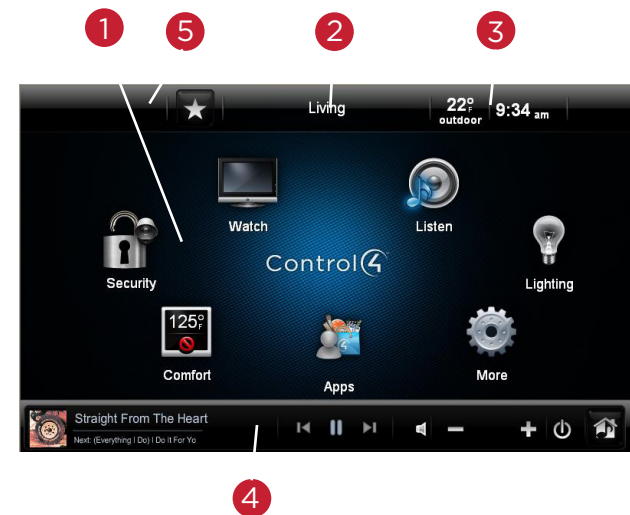 1 5 2 3
Living
22°F
outdoor
9:34 am
Watch
Listen
Security
Control4
Lighting
125°F
Comfort
4
Apps
More
Straight From The Heart
Next: (Everything I Do) I Do It For Yo
4